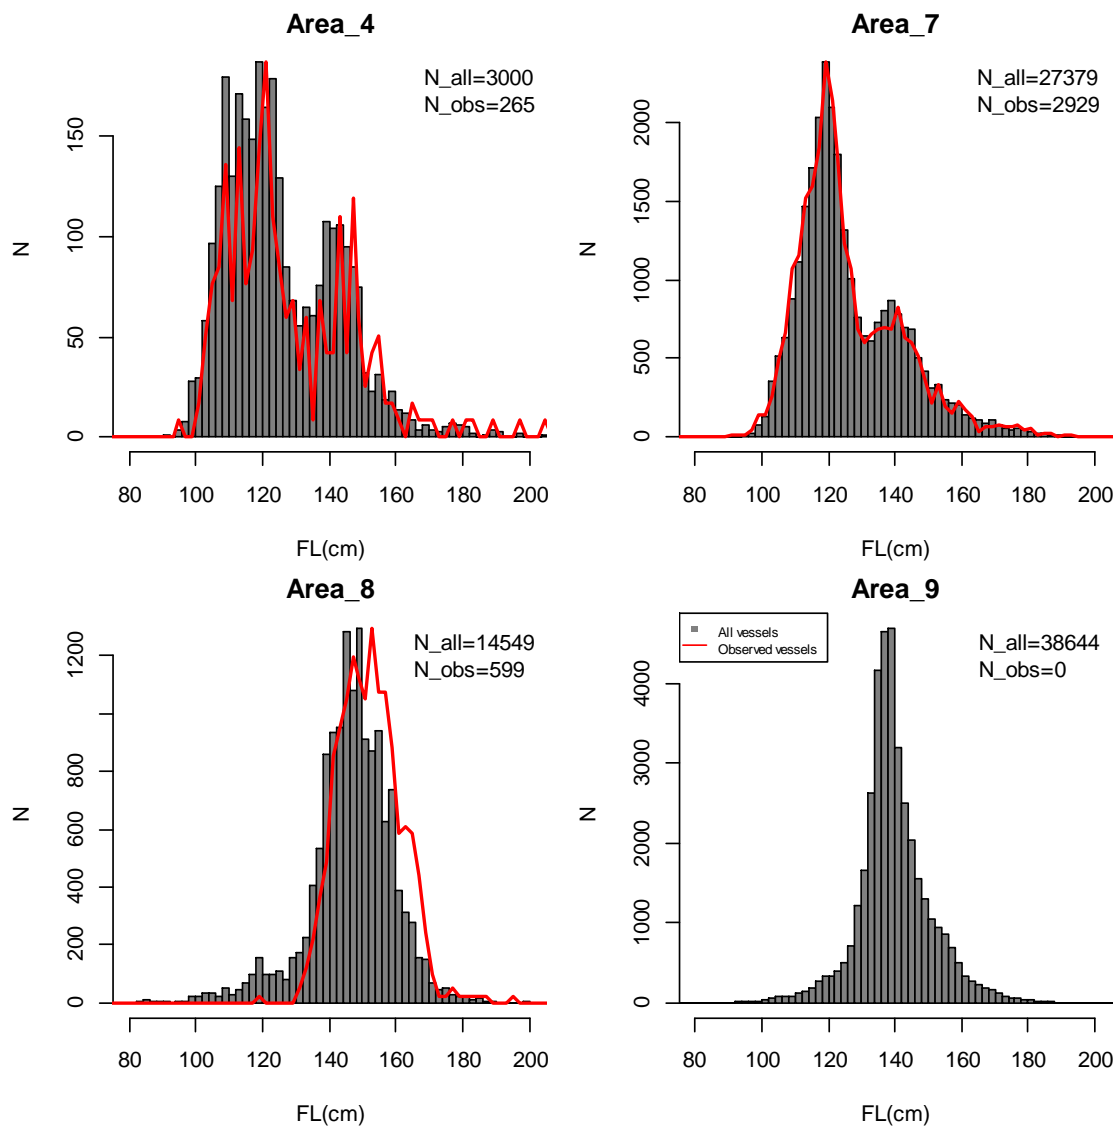 Area_4
N_all=3000
N_obs=265
N
0
50
100
150
80
100
120
140
160
180
200
FL(cm)
Area_7
N_all=27379
N_obs=2929
N
0
500
1000
1500
2000
80
100
120
140
160
180
200
FL(cm)
Area_8
N_all=14549
N_obs=599
N
0
200
400
600
800
1200
80
100
120
140
160
180
200
FL(cm)
Area_9
All vessels
Observed vessels
N_all=38644
N_obs=0
N
0
1000
2000
3000
4000
80
100
120
140
160
180
200
FL(cm)